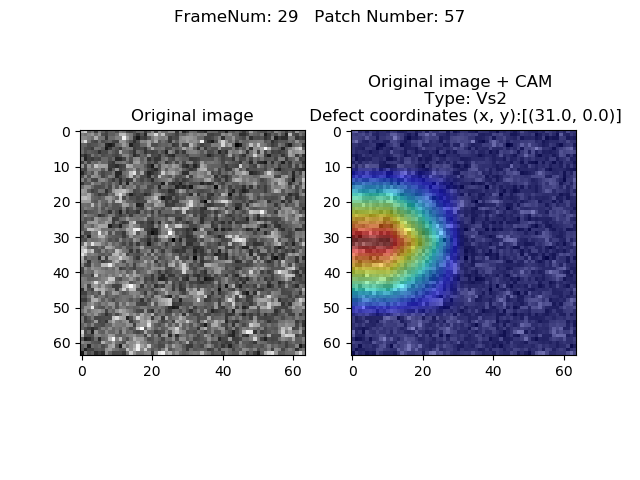 FrameNum: 29   Patch Number: 57
Original image
Original image + CAM
Type: Vs2
Defect coordinates (x, y):[(31.0, 0.0)]
0
10
20
30
40
50
60
0 20 40 60
0
10
20
30
40
50
60
0 20 40 60